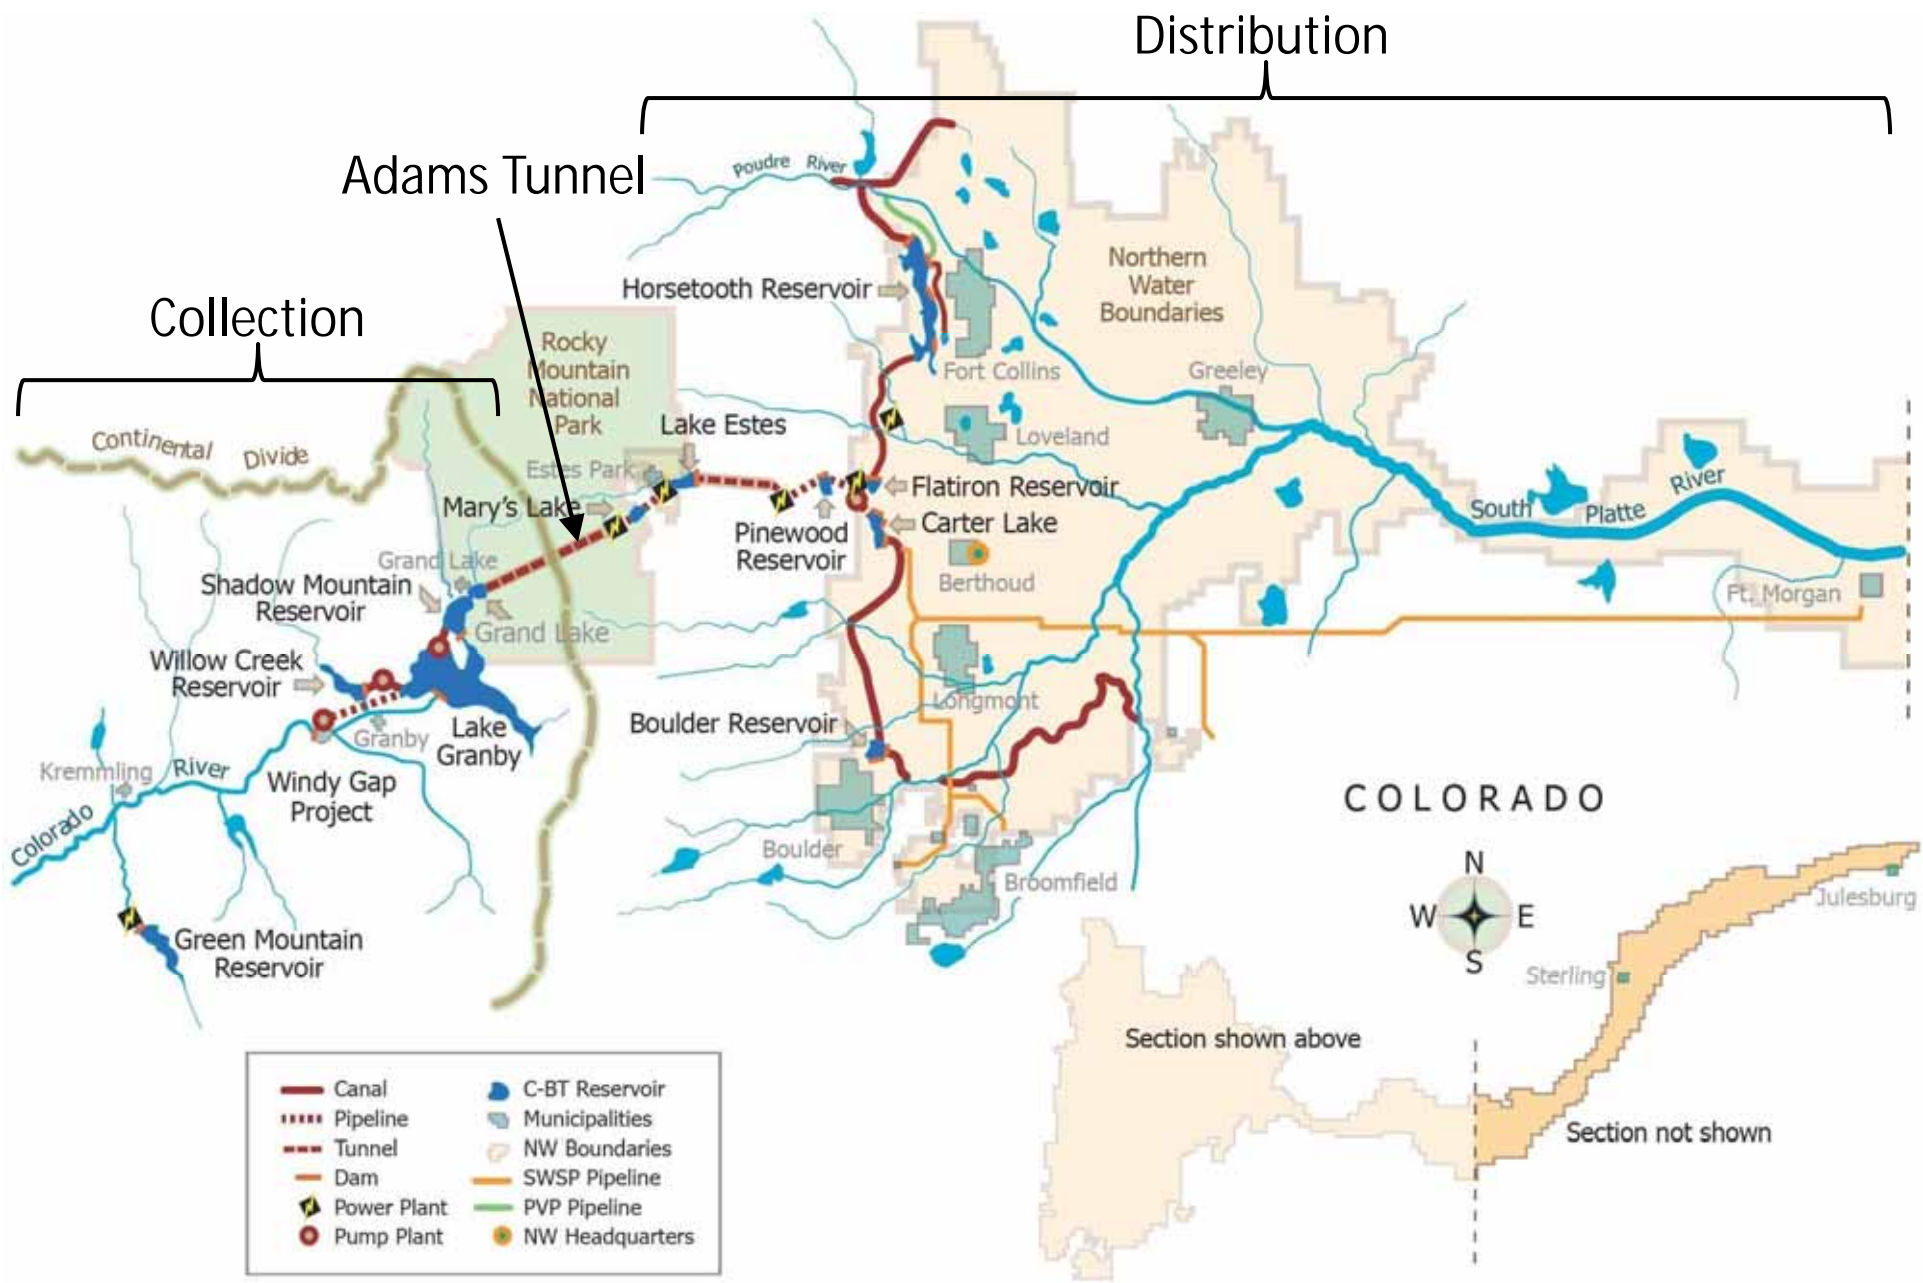 Distribution
Adams Tunnel
Collection
Poudre River
Horsetooth Reservoir
Northern
Water
Boundaries
Rocky
Mountain
National
Park
Fort Collins
Greeley
Continental Divide
Lake Estes
Loveland
Estes Park
Mary's Lake
Flatiron Reservoir
Carter Lake
Pinewood
Reservoir
South Platte River
Grand Lake
Shadow Mountain
Reservoir
Berthoud
Ft. Morgan
Grand Lake
Willow Creek
Reservoir
Longmont
Boulder Reservoir
Lake
Granby
Granby
Kremmling
Colorado River
Windy Gap
Project
Boulder
Broomfield
Green Mountain
Reservoir
COLORADO
N
W E
S
Julesburg
Sterling
Section shown above
Section not shown
Canal
Pipeline
Tunnel
Dam
Power Plant
Pump Plant
C-BT Reservoir
Municipalities
NW Boundaries
SWSP Pipeline
PVP Pipeline
NW Headquarters